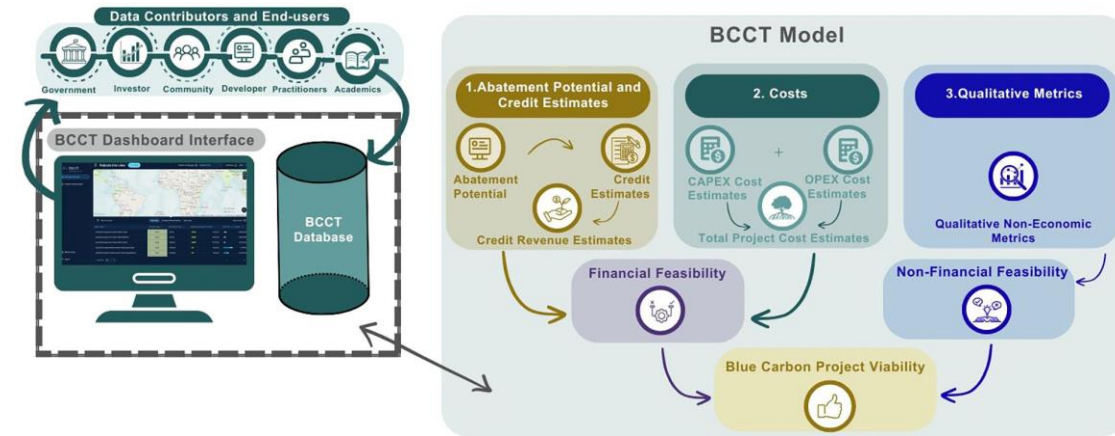 Data Contributors and End-users
Government
Investor
Community
Developer
Practitioners
Academics
BCCT Dashboard Interface
BCCT
Database
BCCT Model
1.Abatement Potential and
Credit Estimates
Abatement
Potential
Credit
Estimates
Credit Revenue Estimates
2. Costs
CAPEX Cost
Estimates
+
OPEX Cost
Estimates
Total Project Cost Estimates
3.Qualitative Metrics
Qualitative Non-Economic
Metrics
Financial Feasibility
Non-Financial Feasibility
Blue Carbon Project Viability